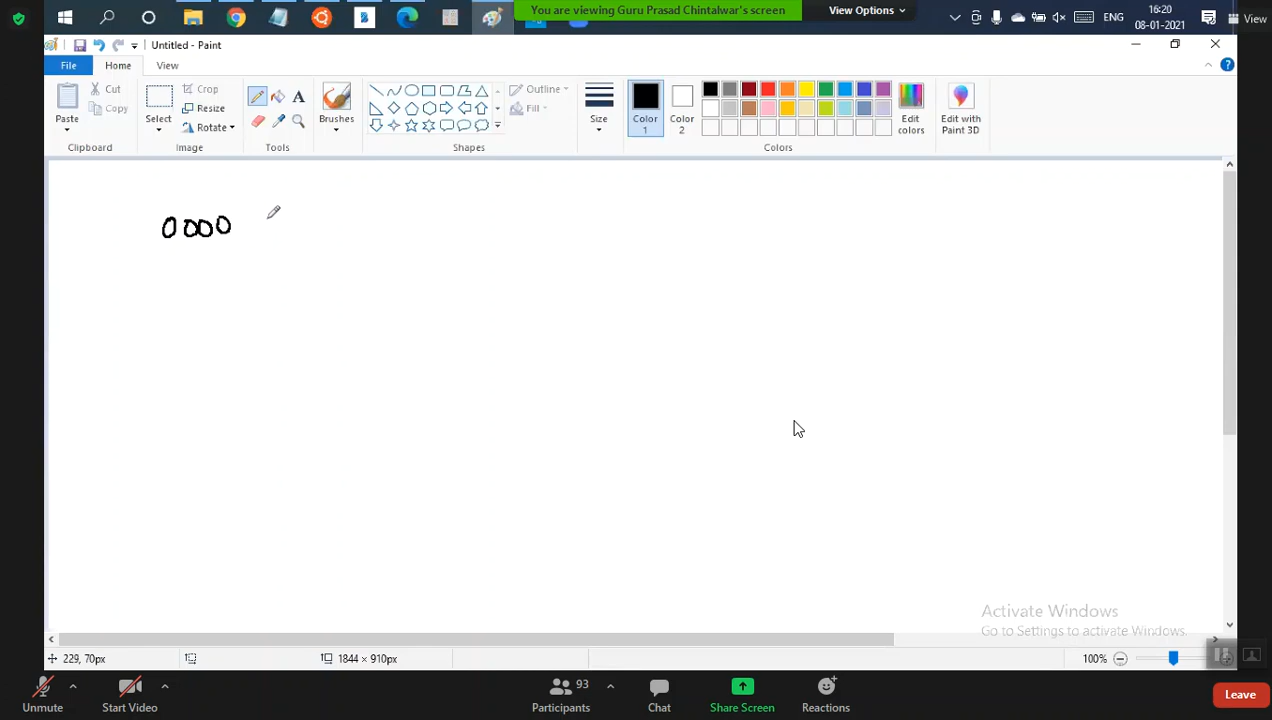 You are viewing Guru Prasad Chintalwar's screen
View Options
ENG
16:20
08-01-2021
View
Untitled - Paint
File
Home
View
Paste
Cut
Copy
Clipboard
Select
Crop
Resize
Rotate
Image
A
Tools
Brushes
Outline
Fill
Shapes
Size
Color 1
Color 2
Edit colors
Colors
Edit with Paint 3D
0000
Activate Windows
Go to Settings to activate Windows.
229, 70px
1844 × 910px
100%
Unmute
Start Video
93
Participants
Chat
Share Screen
Reactions
Leave